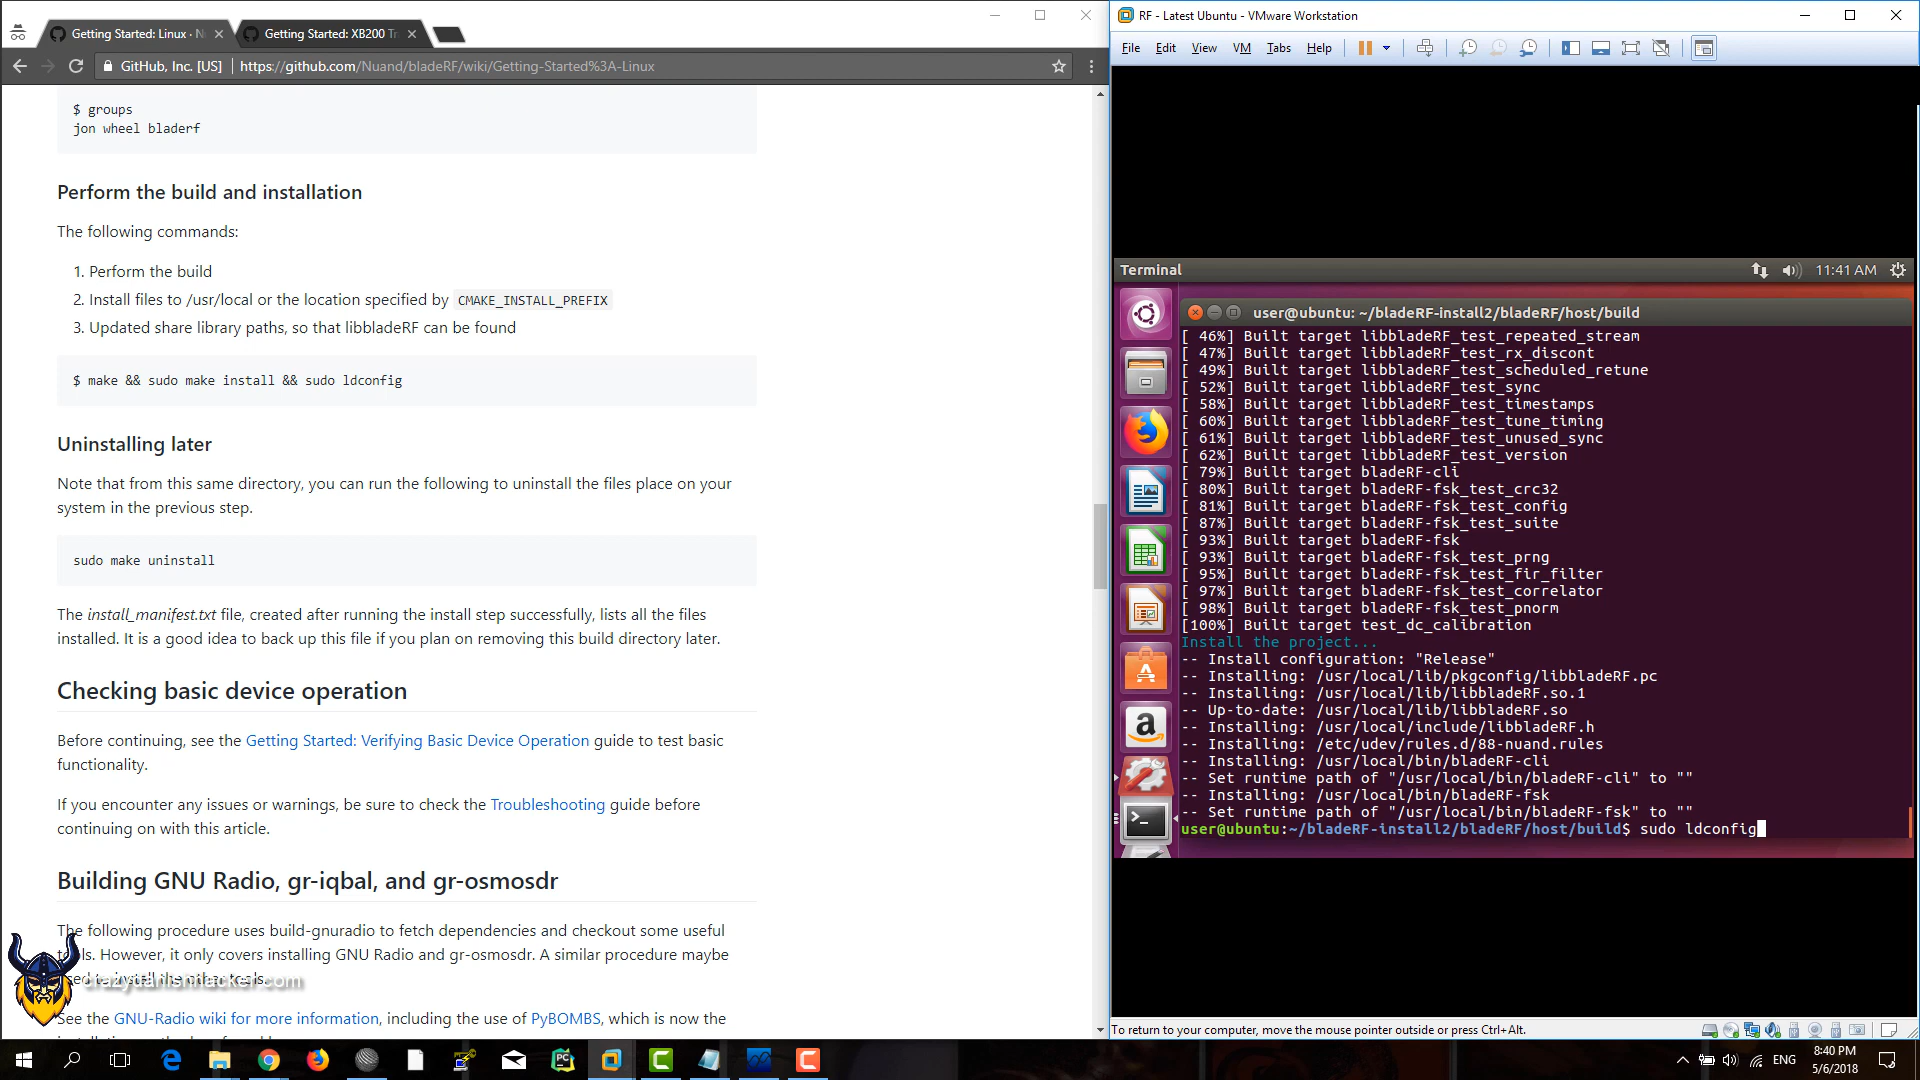 Getting Started: Linux · N
Getting Started: XB200 Tr
GitHub, Inc. [US]
https://github.com/Nuand/bladeRF/wiki/Getting-Started%3A-Linux
$ groups
jon wheel bladerf
Perform the build and installation
The following commands:
1. Perform the build
2. Install files to /usr/local or the location specified by CMAKE_INSTALL_PREFIX
3. Updated share library paths, so that libbladeRF can be found
$ make && sudo make install && sudo ldconfig
Uninstalling later
Note that from this same directory, you can run the following to uninstall the files place on your
system in the previous step.
sudo make uninstall
The install_manifest.txt file, created after running the install step successfully, lists all the files
installed. It is a good idea to back up this file if you plan on removing this build directory later.
Checking basic device operation
Before continuing, see the Getting Started: Verifying Basic Device Operation guide to test basic
functionality.
If you encounter any issues or warnings, be sure to check the Troubleshooting guide before
continuing on with this article.
Building GNU Radio, gr-iqbal, and gr-osmosdr
The following procedure uses build-gnuradio to fetch dependencies and checkout some useful
tools. However, it only covers installing GNU Radio and gr-osmosdr. A similar procedure maybe
crazydanishhacker.com
See the GNU-Radio wiki for more information, including the use of PyBOMBS, which is now the
RF - Latest Ubuntu - VMware Workstation
File Edit View VM Tabs Help
Terminal
11:41 AM
user@ubuntu: ~/bladeRF-install2/bladeRF/host/build
[ 46%] Built target libbladeRF_test_repeated_stream
[ 47%] Built target libbladeRF_test_rx_discont
[ 49%] Built target libbladeRF_test_scheduled_retune
[ 52%] Built target libbladeRF_test_sync
[ 58%] Built target libbladeRF_test_timestamps
[ 60%] Built target libbladeRF_test_tune_timing
[ 61%] Built target libbladeRF_test_unused_sync
[ 62%] Built target libbladeRF_test_version
[ 79%] Built target bladeRF-cli
[ 80%] Built target bladeRF-fsk_test_crc32
[ 81%] Built target bladeRF-fsk_test_config
[ 87%] Built target bladeRF-fsk_test_suite
[ 93%] Built target bladeRF-fsk
[ 93%] Built target bladeRF-fsk_test_prng
[ 95%] Built target bladeRF-fsk_test_fir_filter
[ 97%] Built target bladeRF-fsk_test_correlator
[ 98%] Built target bladeRF-fsk_test_pnorm
[100%] Built target test_dc_calibration
Install the project...
-- Install configuration: "Release"
-- Installing: /usr/local/lib/pkgconfig/libbladeRF.pc
-- Installing: /usr/local/lib/libbladeRF.so.1
-- Up-to-date: /usr/local/lib/libbladeRF.so
-- Installing: /usr/local/include/libbladeRF.h
-- Installing: /etc/udev/rules.d/88-nuand.rules
-- Installing: /usr/local/bin/bladeRF-cli
-- Set runtime path of "/usr/local/bin/bladeRF-cli" to ""
-- Installing: /usr/local/bin/bladeRF-fsk
-- Set runtime path of "/usr/local/bin/bladeRF-fsk" to ""
user@ubuntu:~/bladeRF-install2/bladeRF/host/build$ sudo ldconfig
To return to your computer, move the mouse pointer outside or press Ctrl+Alt.
ENG
8:40 PM
5/6/2018